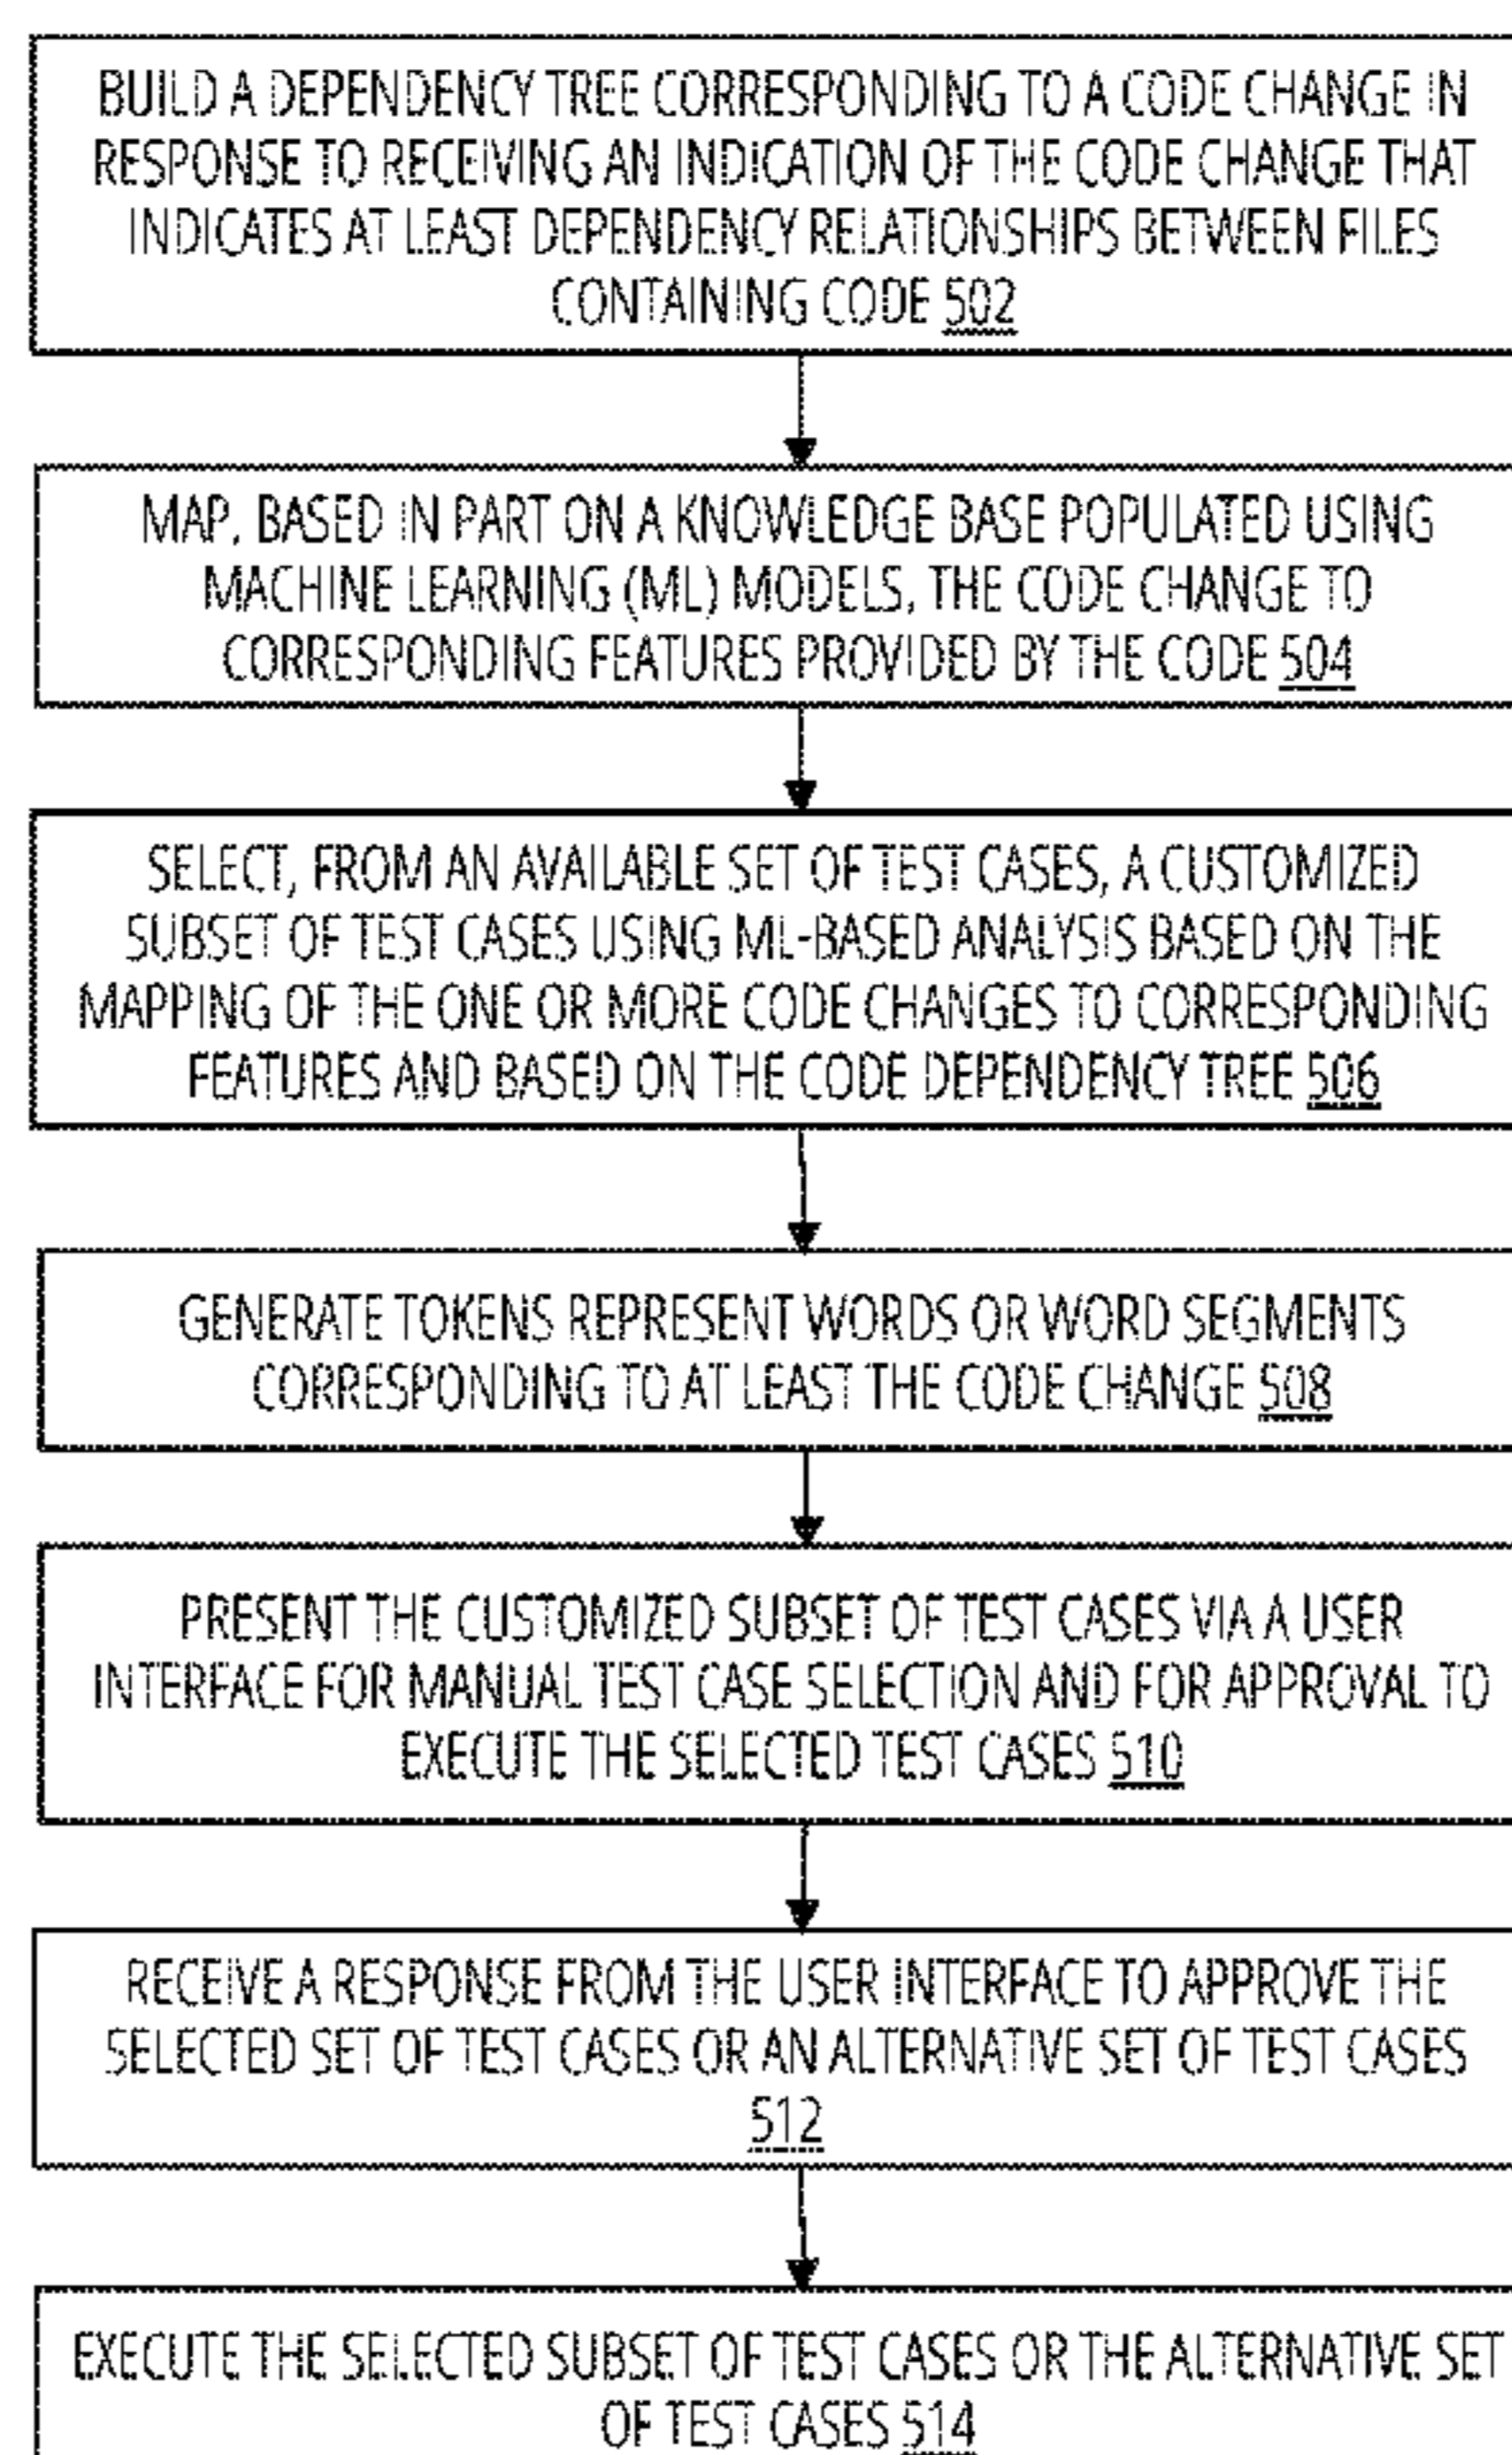 BUILD A DEPENDENCY TREE CORRESPONDING TO A CODE CHANGE IN
RESPONSE TO RECEIVING AN INDICATION OF THE CODE CHANGE THAT
INDICATES AT LEAST DEPENDENCY RELATIONSHIPS BETWEEN FILES
CONTAINING CODE 502
MAP, BASED IN PART ON A KNOWLEDGE BASE POPULATED USING
MACHINE LEARNING (ML) MODELS, THE CODE CHANGE TO
CORRESPONDING FEATURES PROVIDED BY THE CODE 504
SELECT, FROM AN AVAILABLE SET OF TEST CASES, A CUSTOMIZED
SUBSET OF TEST CASES USING ML-BASED ANALYSIS BASED ON THE
MAPPING OF THE ONE OR MORE CODE CHANGES TO CORRESPONDING
FEATURES AND BASED ON THE CODE DEPENDENCY TREE 506
GENERATE TOKENS REPRESENT WORDS OR WORD SEGMENTS
CORRESPONDING TO AT LEAST THE CODE CHANGE 508
PRESENT THE CUSTOMIZED SUBSET OF TEST CASES VIA A USER
INTERFACE FOR MANUAL TEST CASE SELECTION AND FOR APPROVAL TO
EXECUTE THE SELECTED TEST CASES 510
RECEIVE A RESPONSE FROM THE USER INTERFACE TO APPROVE THE
SELECTED SET OF TEST CASES OR AN ALTERNATIVE SET OF TEST CASES
512
EXECUTE THE SELECTED SUBSET OF TEST CASES OR THE ALTERNATIVE SET
OF TEST CASES 514